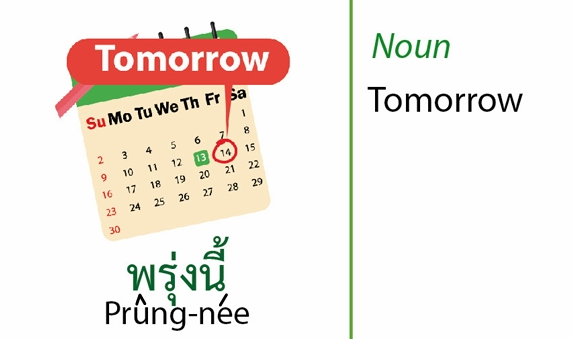 Tomorrow
Su Mo Tu We Th Fr Sa
1
2 3 4 5 6 7 8
9 10 11 12 13 14 15
16 17 18 19 20 21 22
23 24 25 26 27 28 29
30
พรุ่งนี้
Prûng-née
Noun
Tomorrow